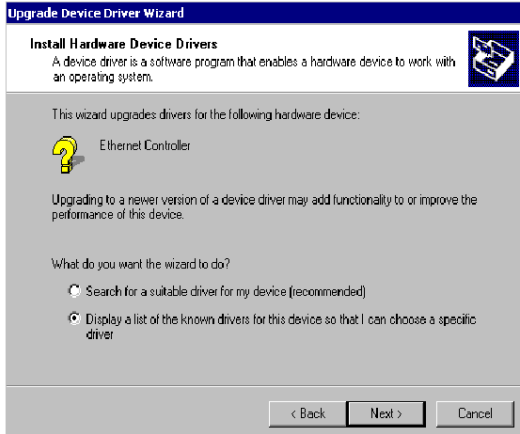 Upgrade Device Driver Wizard
Install Hardware Device Drivers
A device driver is a software program that enables a hardware device to work with
an operating system.
This wizard upgrades drivers for the following hardware device:
Ethernet Controller
Upgrading to a newer version of a device driver may add functionality to or improve the
performance of this device.
What do you want the wizard to do?
Search for a suitable driver for my device (recommended)
Display a list of the known drivers for this device so that I can choose a specific
driver
< Back Next > Cancel